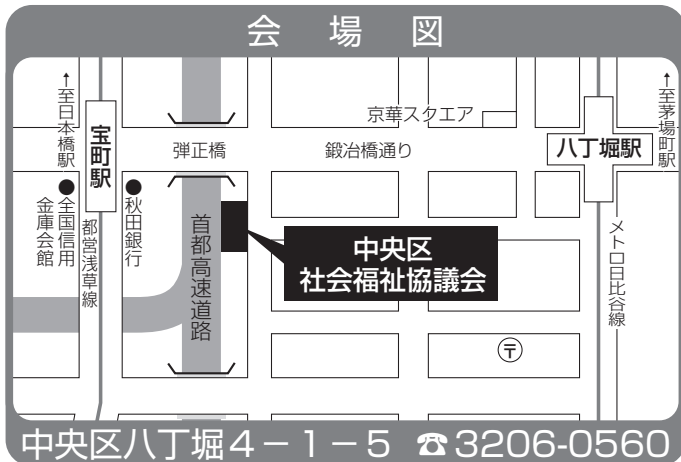 会場図
↑至日本橋駅
宝町駅
●全国信用
金庫会館
都営浅草線
●秋田銀行
弾正橋
首都高速道路
鍛冶橋通り
京華スクエア
八丁堀駅
↑至茅場町駅
メトロ日比谷線
中央区
社会福祉協議会
〒
中央区八丁堀4−1−5 ☎3206-0560